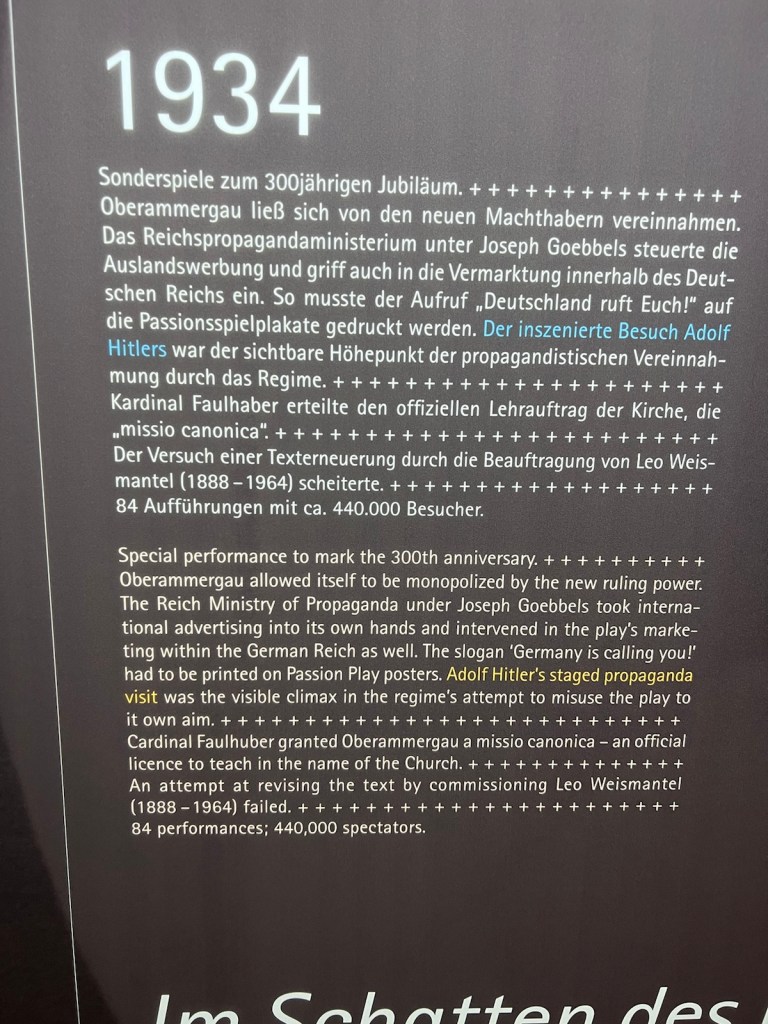 1934
Sonderspiele zum 300jährigen Jubiläum. + + + + + + + + + + + + + + +
Oberammergau ließ sich von den neuen Machthabern vereinnahmen.
Das Reichspropagandaministerium unter Joseph Goebbels steuerte die
Auslandswerbung und griff auch in die Vermarktung innerhalb des Deut-
schen Reichs ein. So musste der Aufruf „Deutschland ruft Euch!“ auf
die Passionsspielplakate gedruckt werden. Der inszenierte Besuch Adolf
Hitlers war der sichtbare Höhepunkt der propagandistischen Vereinnah-
mung durch das Regime. + + + + + + + + + + + + + + + + + + + + + +
Kardinal Faulhaber erteilte den offiziellen Lehrauftrag der Kirche, die
„missio canonica“. + + + + + + + + + + + + + + + + + + + + + + + + +
Der Versuch einer Texterneuerung durch die Beauftragung von Leo Weis-
mantel (1888 – 1964) scheiterte. + + + + + + + + + + + + + + + + + + +
84 Aufführungen mit ca. 440.000 Besucher.
Special performance to mark the 300th anniversary. + + + + + + + + + +
Oberammergau allowed itself to be monopolized by the new ruling power.
The Reich Ministry of Propaganda under Joseph Goebbels took interna-
tional advertising into its own hands and intervened in the play's marke-
ting within the German Reich as well. The slogan 'Germany is calling you!'
had to be printed on Passion Play posters. Adolf Hitler's staged propaganda
visit was the visible climax in the regime's attempt to misuse the play to
it own aim. + + + + + + + + + + + + + + + + + + + + + + + + + + +
Cardinal Faulhuber granted Oberammergau a missio canonica – an official
licence to teach in the name of the Church. + + + + + + + + + + + + + +
An attempt at revising the text by commissioning Leo Weismantel
(1888 – 1964) failed. + + + + + + + + + + + + + + + + + + + + + + +
84 performances; 440,000 spectators.
Im Schatten des